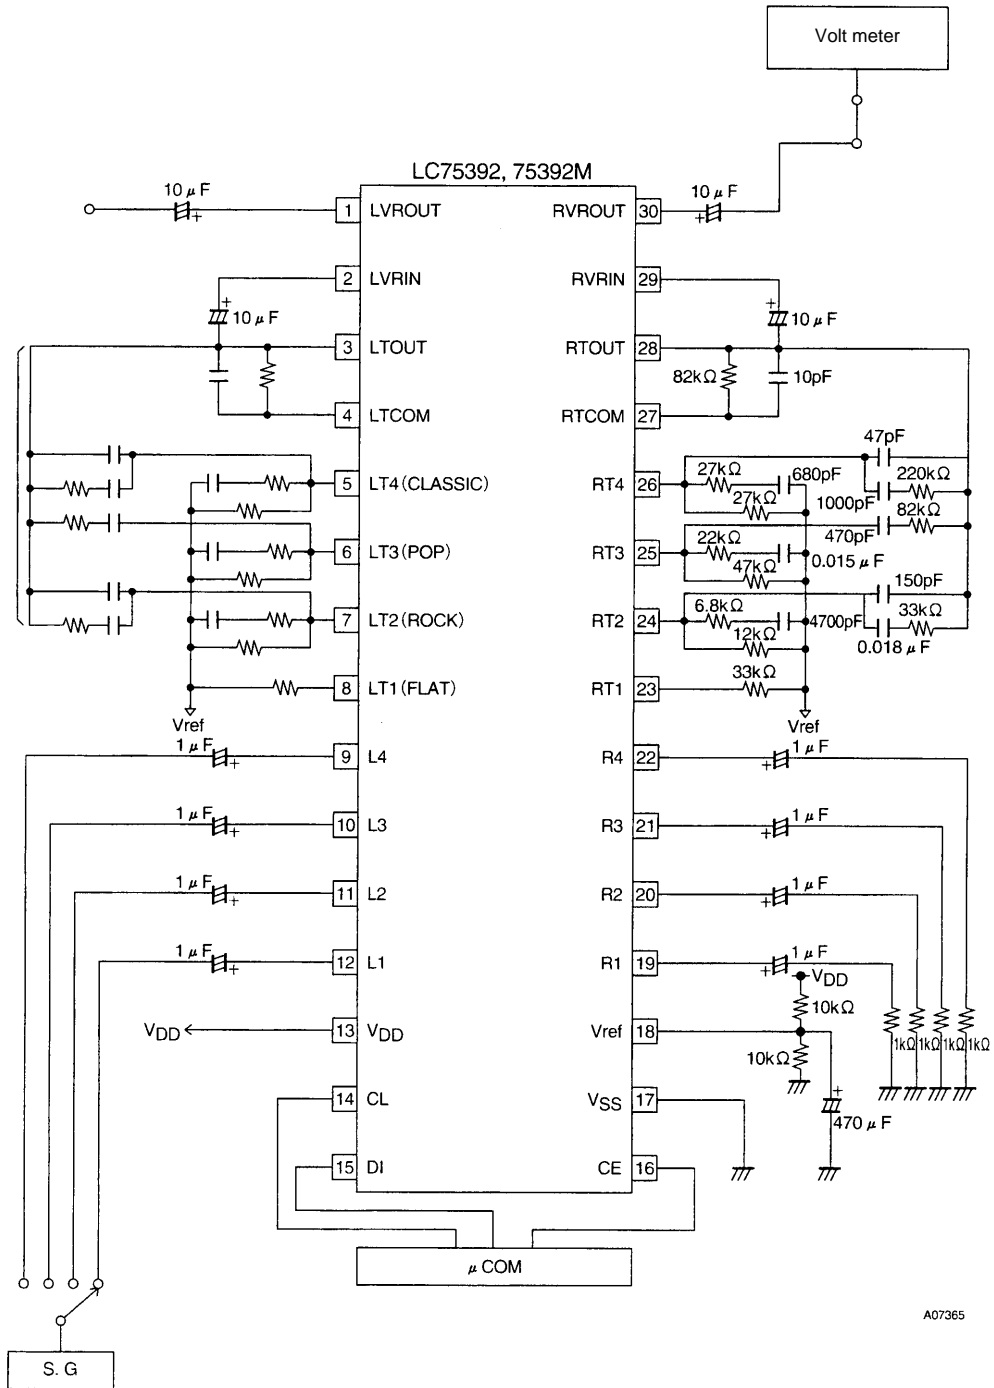 Volt meter
LC75392, 75392M
10 μF
10 μF
1 LVROUT
RVROUT 30
2 LVRIN
RVRIN 29
10 μF
10 μF
3 LTOUT
RTOUT 28
82kΩ
10pF
4 LTCOM
RTCOM 27
47pF
27kΩ
680pF
220kΩ
5 LT4(CLASSIC)
RT4 26
27kΩ
1000pF
82kΩ
470pF
22kΩ
6 LT3(POP)
RT3 25
0.015 μF
47kΩ
150pF
6.8kΩ
33kΩ
7 LT2(ROCK)
RT2 24
4700pF
12kΩ
0.018 μF
33kΩ
8 LT1(FLAT)
RT1 23
Vref
Vref
1 μF
1 μF
9 L4
R4 22
1 μF
1 μF
10 L3
R3 21
1 μF
1 μF
11 L2
R2 20
1 μF
1 μF
12 L1
R1 19
VDD
10kΩ
VDD
13 VDD
Vref 18
1kΩ 1kΩ 1kΩ 1kΩ
10kΩ
14 CL
VSS 17
470 μF
15 DI
CE 16
μ COM
A07365
S. G